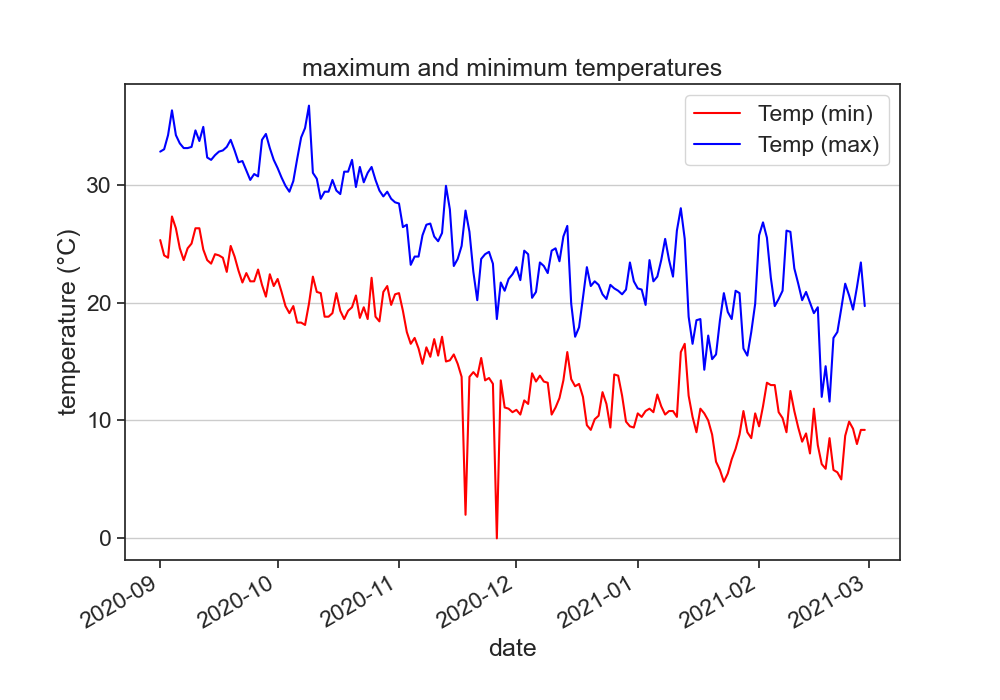 maximum and minimum temperatures
Temp (min)
Temp (max)
temperature (°C)
30
20
10
0
2020-09
2020-10
2020-11
2020-12
2021-01
2021-02
2021-03
date